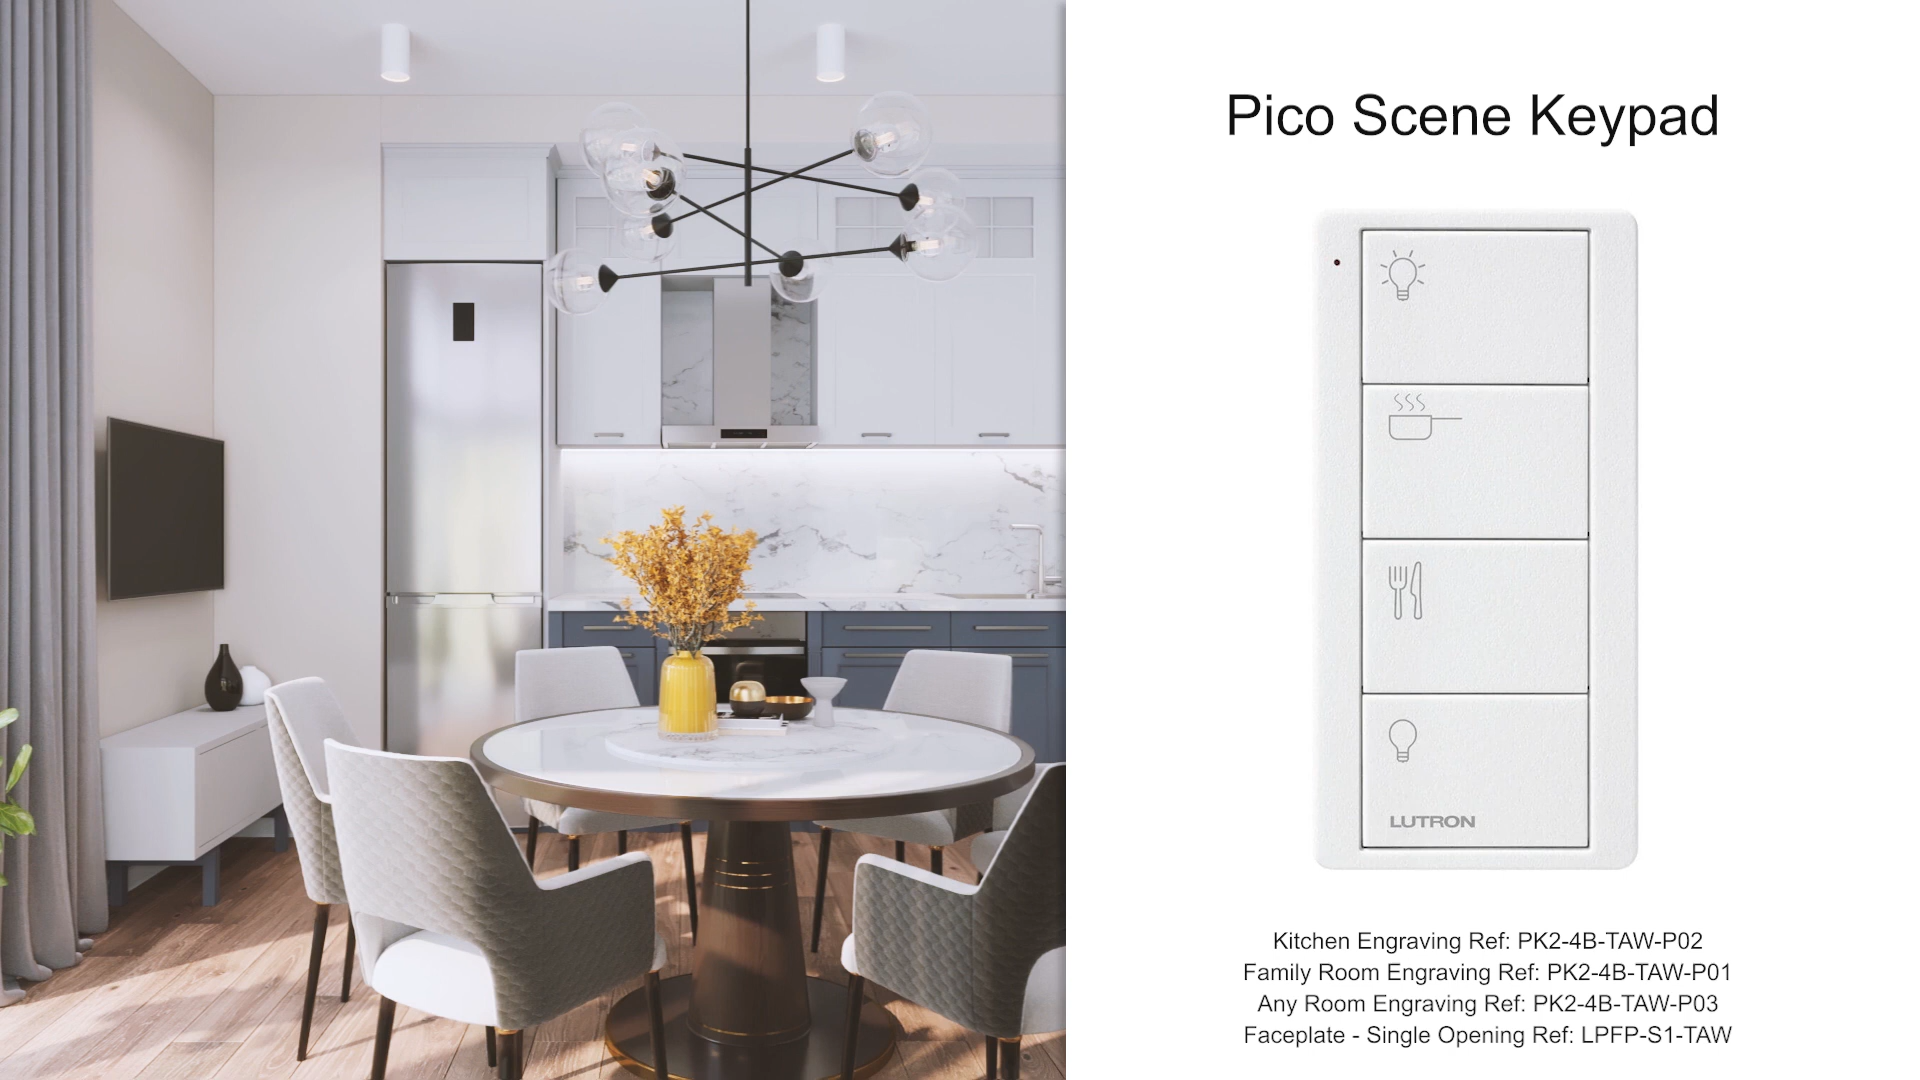 Pico Scene Keypad
LUTRON
Kitchen Engraving Ref: PK2-4B-TAW-P02
Family Room Engraving Ref: PK2-4B-TAW-P01
Any Room Engraving Ref: PK2-4B-TAW-P03
Faceplate - Single Opening Ref: LPFP-S1-TAW